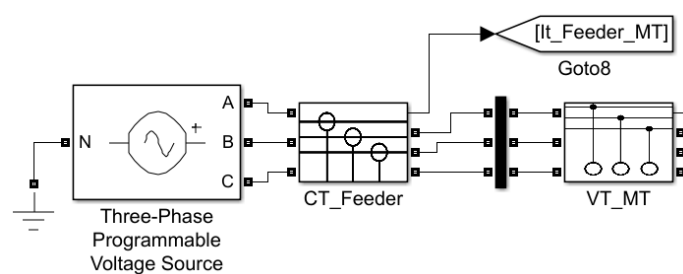 [It_Feeder_MT]
Goto8
A
N
+
B
C
CT_Feeder
VT_MT
Three-Phase
Programmable
Voltage Source